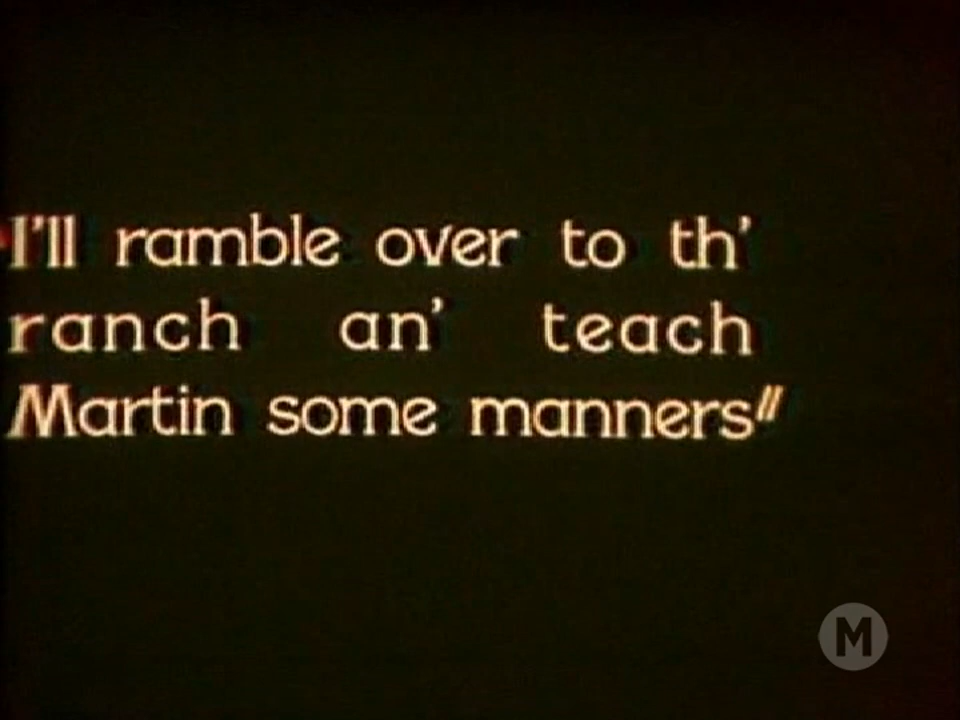 "I'll ramble over to th'
ranch an' teach
Martin some manners"
M